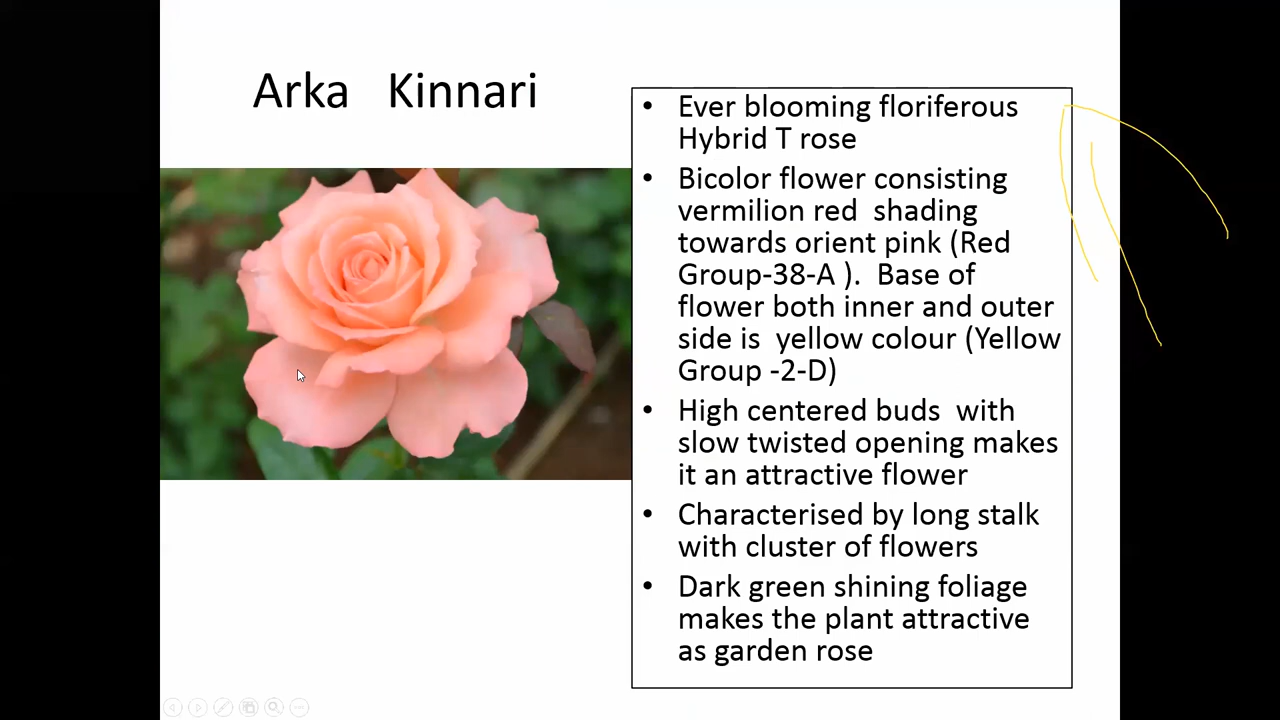 Arka Kinnari
• Ever blooming floriferous
Hybrid T rose
• Bicolor flower consisting
vermilion red shading
towards orient pink (Red
Group-38-A ). Base of
flower both inner and outer
side is yellow colour (Yellow
Group -2-D)
• High centered buds with
slow twisted opening makes
it an attractive flower
• Characterised by long stalk
with cluster of flowers
• Dark green shining foliage
makes the plant attractive
as garden rose